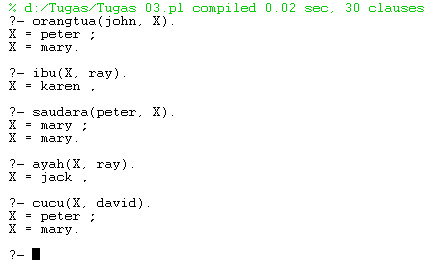 % d:/Tugas/Tugas 03.pl compiled 0.02 sec, 30 clauses
?- orangtua(john, X).
X = peter ;
X = mary.
?- ibu(X, ray).
X = karen .
?- saudara(peter, X).
X = mary ;
X = mary.
?- ayah(X, ray).
X = jack .
?- cucu(X, david).
X = peter ;
X = mary.
?-